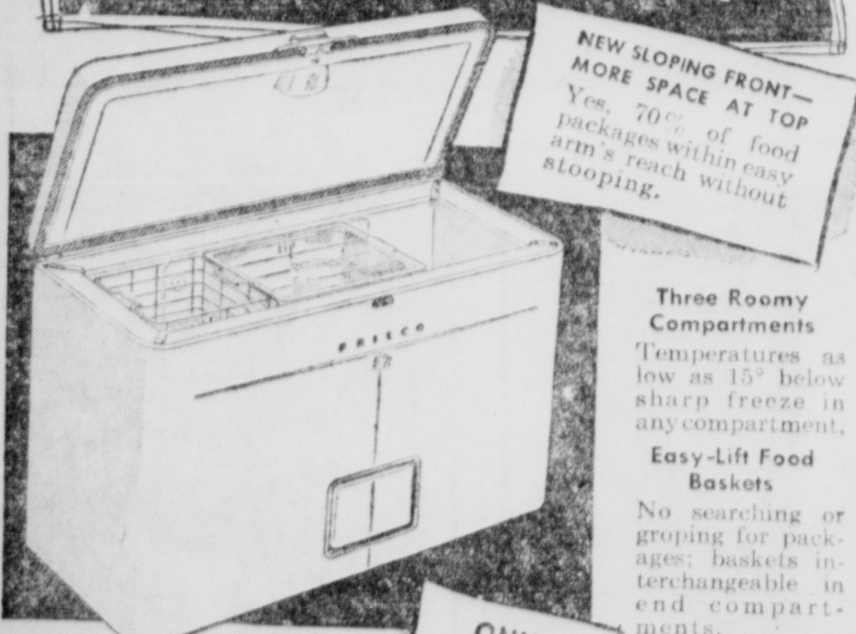 NEW SLOPING FRONT—
MORE SPACE AT TOP
Yes, 70% of food
packages within easy
arm's reach without
stooping.
PHILCO
Three Roomy
Compartments
Temperatures as
low as 15° below
sharp freeze in
any compartment.
Easy-Lift Food
Baskets
No searching or
groping for pack-
ages; baskets in-
terchangeable in
end compart-
ments.